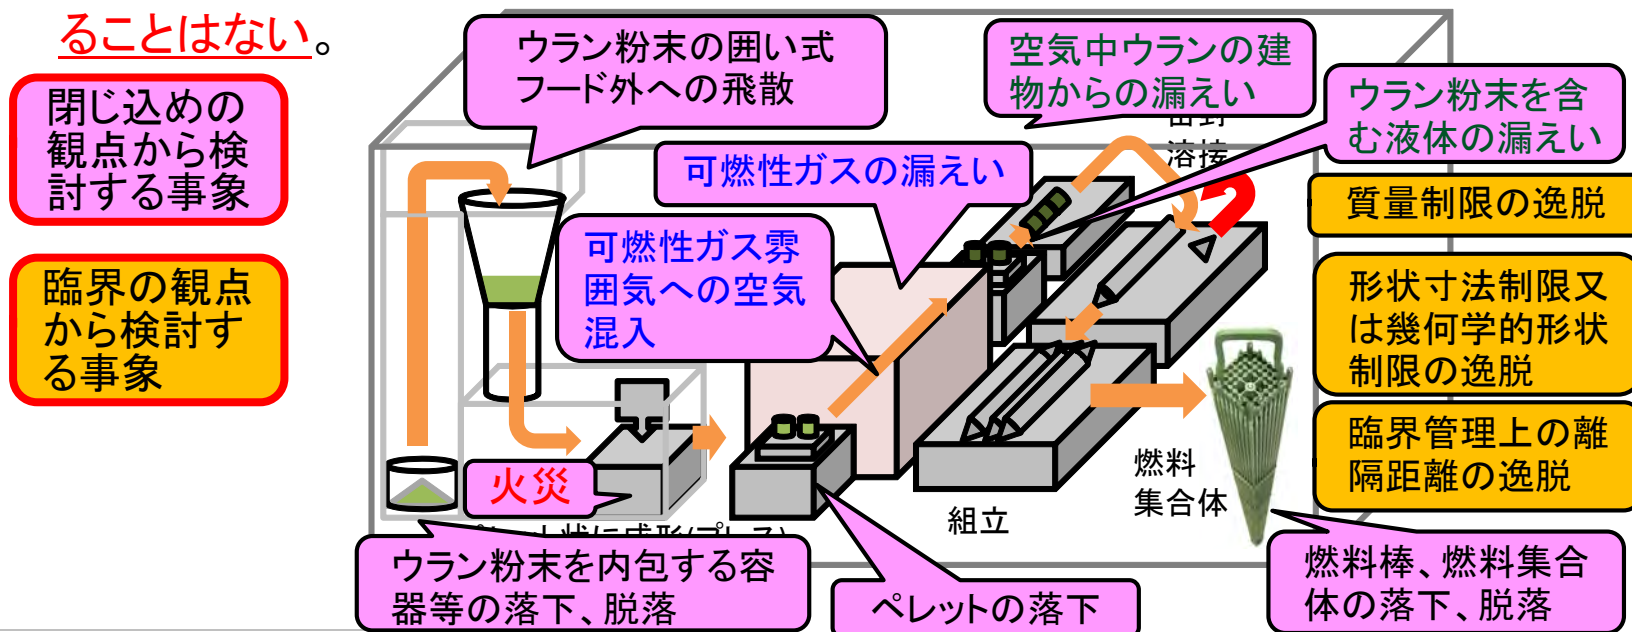 ることはない。
閉じ込めの
観点から検
討する事象
臨界の観点
から検討す
る事象
ウラン粉末の囲い式
フード外への飛散
空気中ウランの建
物からの漏えい
溶接
ウラン粉末を含
む液体の漏えい
可燃性ガスの漏えい
可燃性ガス雰
囲気への空気
混入
質量制限の逸脱
形状寸法制限又
は幾何学的形状
制限の逸脱
臨界管理上の離
隔距離の逸脱
火災
燃料
集合体
組立
ウラン粉末を内包する容
器等の落下、脱落
ペレットの落下
燃料棒、燃料集合
体の落下、脱落